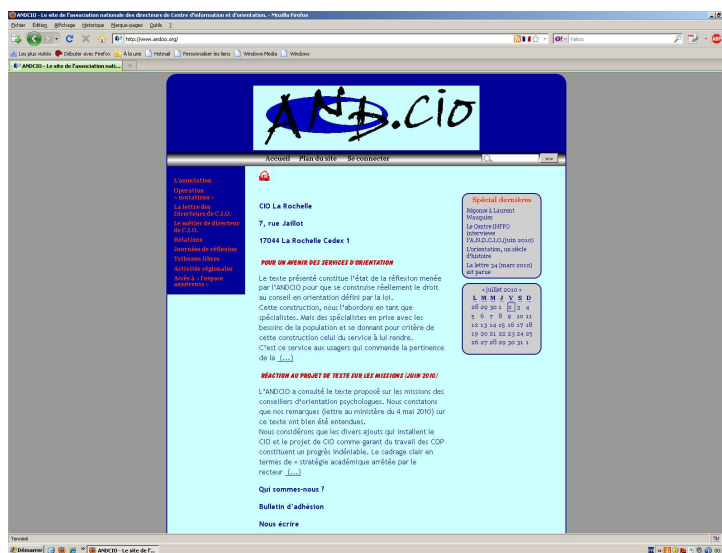 ANDCIO - Le site de l'association nationale des directeurs de Centre d'information et d'orientation. - Mozilla Firefox
Fichier Édition Affichage Historique Marque-pages Outils ?
http://www.andcio.org/
Yahoo
Les plus visités Débuter avec Firefox À la une Hotmail Personnaliser les liens Windows Media Windows
ANDCIO - Le site de l'association nati...
AND.CIO
Accueil Plan du site Se connecter >>
L'association
Operation
« mutations »
La lettre des
Directeurs de C.I.O.
Le métier de directeur
de C.I.O.
Relations
Journées de réflexion
Tribunes libres
Activités régionales
Accès à « l'espace
adhérents »
CIO La Rochelle
7, rue Jaillot
17044 La Rochelle Cedex 1
POUR UN AVENIR DES SERVICES D'ORIENTATION
Le texte présenté constitue l'état de la réflexion menée
par l'ANDCIO pour que se construise réellement le droit
au conseil en orientation défini par la loi.
Cette construction, nous l'abordons en tant que
spécialistes. Mais des spécialistes en prise avec les
besoins de la population et se donnant pour critère de
cette construction celui du service à lui rendre.
C'est ce service aux usagers qui commande la pertinence
de la (...)
RÉACTION AU PROJET DE TEXTE SUR LES MISSIONS (JUIN 2010)
L'ANDCIO a consulté le texte proposé sur les missions des
conseillers d'orientation psychologues. Nous constatons
que nos remarques (lettre au ministère du 4 mai 2010) sur
ce texte ont bien été entendues.
Nous considérons que les divers ajouts qui installent le
CIO et le projet de CIO comme garant du travail des COP
constituent un progrès indéniable. Le cadrage clair en
termes de « stratégie académique arrêtée par le
recteur (...)
Qui sommes-nous ?
Bulletin d'adhésion
Nous écrire
Spécial dernières
Réponse à Laurent
Wauquiez
Le Centre INFFO
interviewe
l'A.N.D.C.I.O.(juin 2010)
L'orientation, un siècle
d'histoire
La lettre 34 (mars 2010)
est parue
« juillet 2010 »
L M M J V S D
28 29 30 1 2 3 4
5 6 7 8 9 10 11
12 13 14 15 16 17 18
19 20 21 22 23 24 25
26 27 28 29 30 31 1
Terminé
Démarrer ANDCIO - Le site de l'...